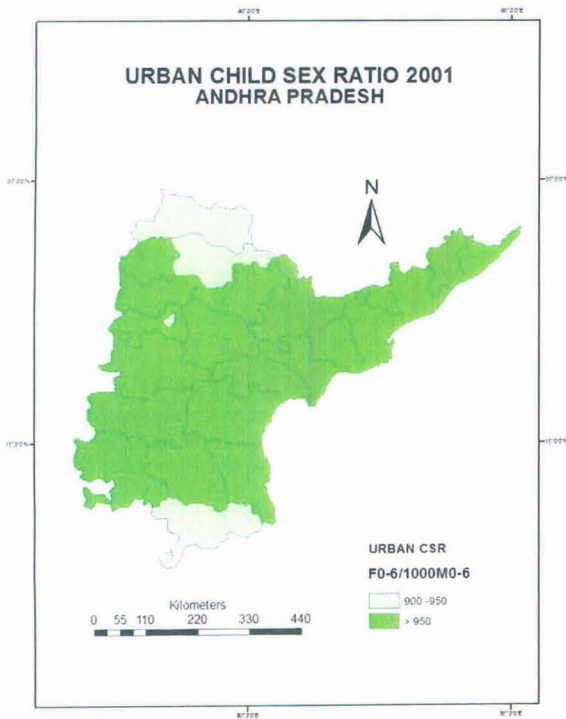 URBAN CHILD SEX RATIO 2001
ANDHRA PRADESH
N
URBAN CSR
F0-6/1000M0-6
900 -950
> 950
Kilometers
0 55 110 220 330 440